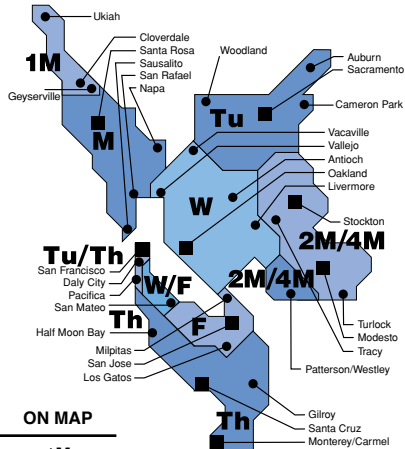 Ukiah
Cloverdale
Santa Rosa
Sausalito
San Rafael
Napa
Woodland
Auburn
Sacramento
1M
Geyserville
Cameron Park
Tu
M
Vacaville
Vallejo
Antioch
Oakland
Livermore
W
Stockton
2M/4M
Tu/Th
San Francisco
Daly City
Pacifica
San Mateo
W/F
2M/4M
Th
F
Half Moon Bay
Milpitas
San Jose
Los Gatos
Turlock
Modesto
Tracy
Patterson/Westley
Th
Gilroy
Santa Cruz
Monterey/Carmel
ON MAP